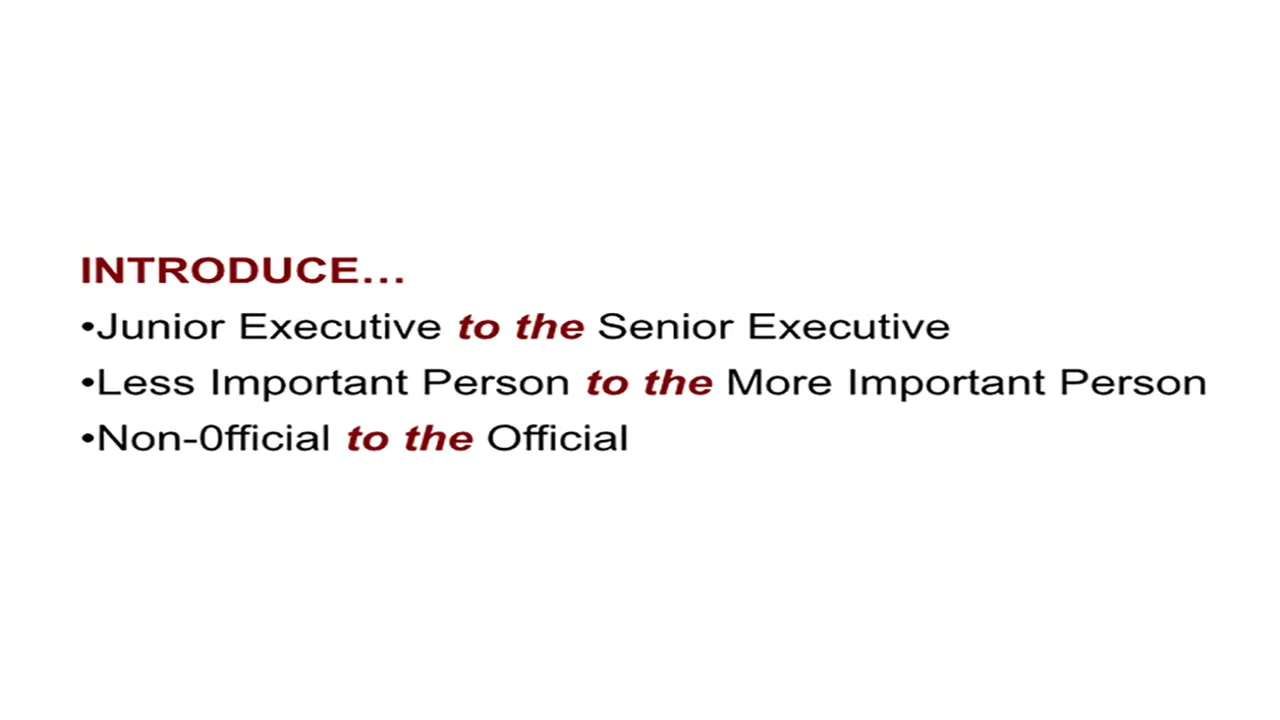 INTRODUCE...
•Junior Executive to the Senior Executive
•Less Important Person to the More Important Person
•Non-0fficial to the Official